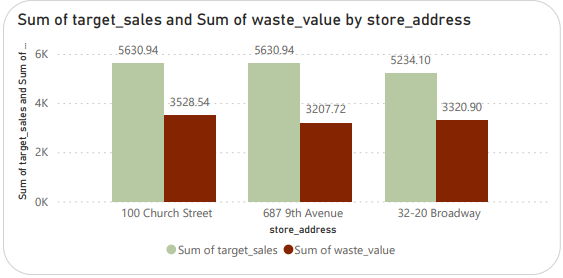 Sum of target_sales and Sum of waste_value by store_address
Sum of target_sales and Sum of ...
6K
4K
2K
0K
5630.94
3528.54
5630.94
3207.72
5234.10
3320.90
100 Church Street
687 9th Avenue
32-20 Broadway
store_address
Sum of target_sales
Sum of waste_value